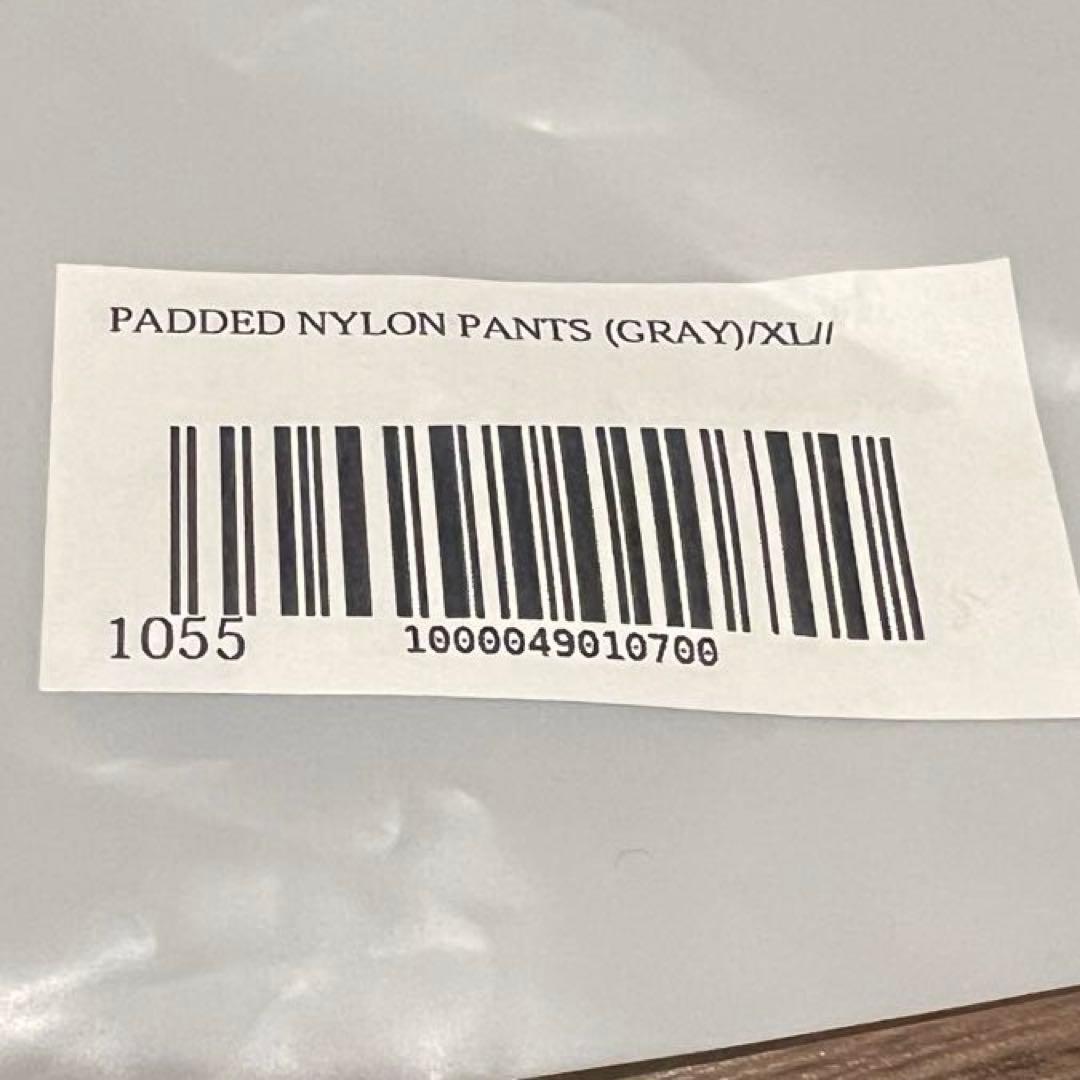 PADDED NYLON PANTS (GRAY)/XL//
1055
1000049010700